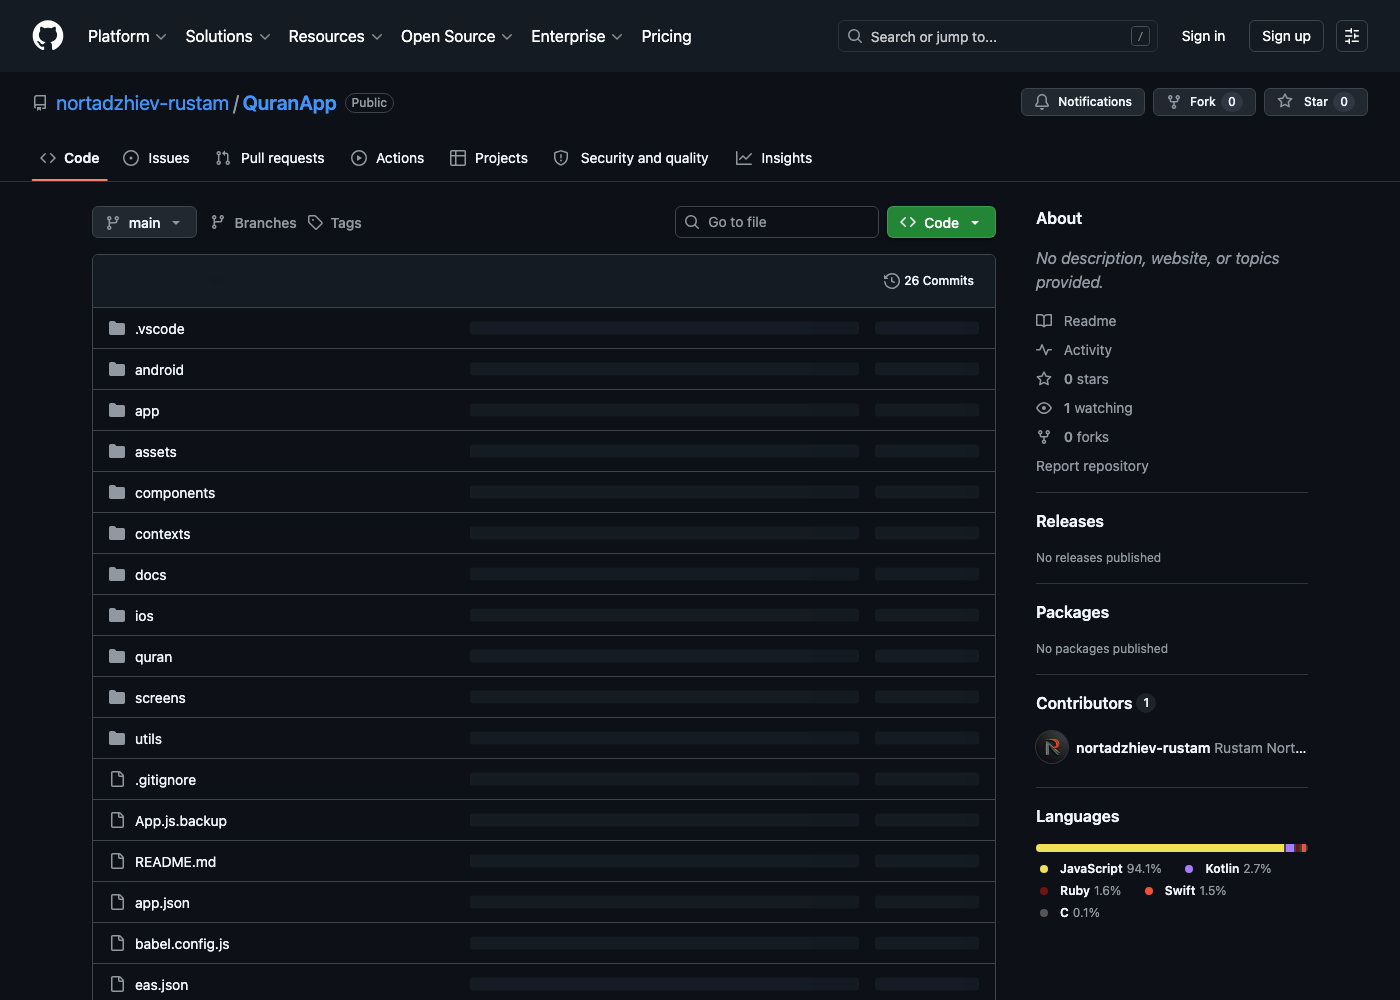 Platform Solutions Resources Open Source Enterprise Pricing Search or jump to... / Sign in Sign up
nortadzhiev-rustam / QuranApp Public Notifications Fork 0 Star 0
Code Issues Pull requests Actions Projects Security and quality Insights
main Branches Tags Go to file Code
26 Commits
.vscode
android
app
assets
components
contexts
docs
ios
quran
screens
utils
.gitignore
App.js.backup
README.md
app.json
babel.config.js
eas.json
About
No description, website, or topics
provided.
Readme
Activity
0 stars
1 watching
0 forks
Report repository
Releases
No releases published
Packages
No packages published
Contributors 1
nortadzhiev-rustam Rustam Nort...
Languages
JavaScript 94.1% Kotlin 2.7%
Ruby 1.6% Swift 1.5%
C 0.1%